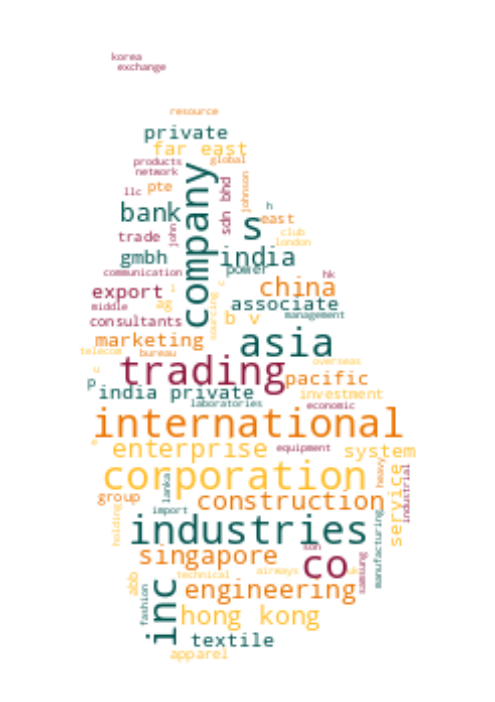 korea
exchange
resource
private
far east
products
global
network
llc
pte
sdn bhd
johnson
company
bank
s
h
east
trade
john
club
london
gmbh
india
power
communication
hk
export
i
c
china
middle
ag
sourcing
associate
consultants
b v
management
marketing
asia
telecom
bureau
overseas
trading
pacific
u
p
india private
investment
laboratories
economic
international
e
enterprise
equipment
system
corporation
heavy
industrial
lanka
group
construction
service
holding
import
industries
manufacturing
singapore
son
co
samsung
technical
airways
uk
abb
engineering
fashion
inc
hong kong
textile
apparel